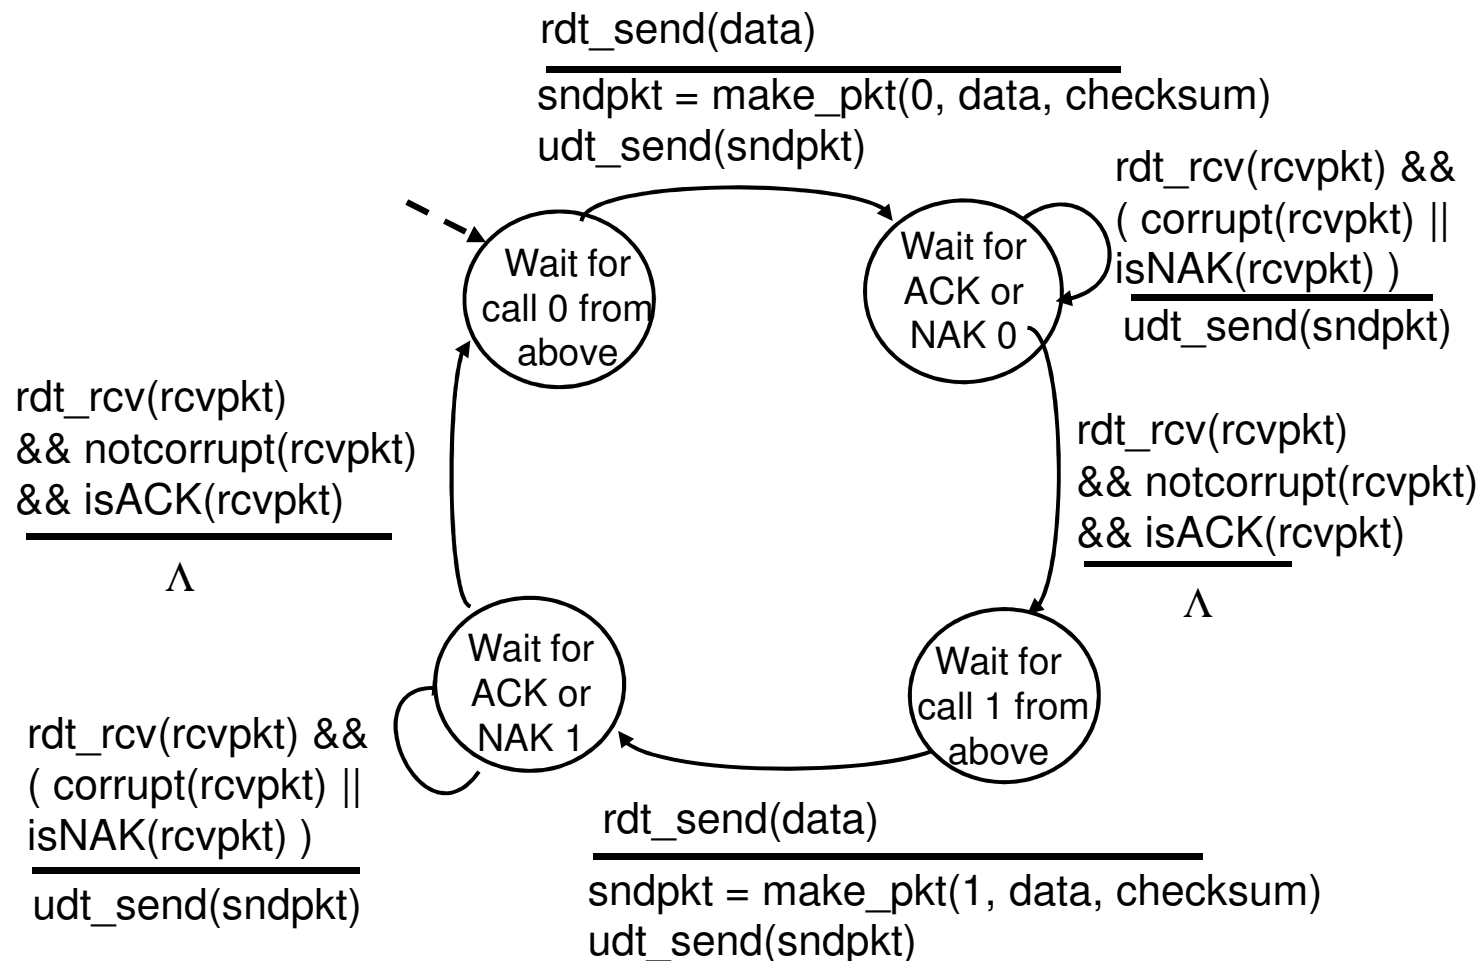 rdt_send(data)
sndpkt = make_pkt(0, data, checksum)
udt_send(sndpkt)
rdt_rcv(rcvpkt) &&
( corrupt(rcvpkt) ||
isNAK(rcvpkt) )
udt_send(sndpkt)
Wait for
call 0 from
above
Wait for
ACK or
NAK 0
rdt_rcv(rcvpkt)
&& notcorrupt(rcvpkt)
&& isACK(rcvpkt)
Λ
rdt_rcv(rcvpkt)
&& notcorrupt(rcvpkt)
&& isACK(rcvpkt)
Λ
Wait for
ACK or
NAK 1
Wait for
call 1 from
above
rdt_rcv(rcvpkt) &&
( corrupt(rcvpkt) ||
isNAK(rcvpkt) )
udt_send(sndpkt)
rdt_send(data)
sndpkt = make_pkt(1, data, checksum)
udt_send(sndpkt)